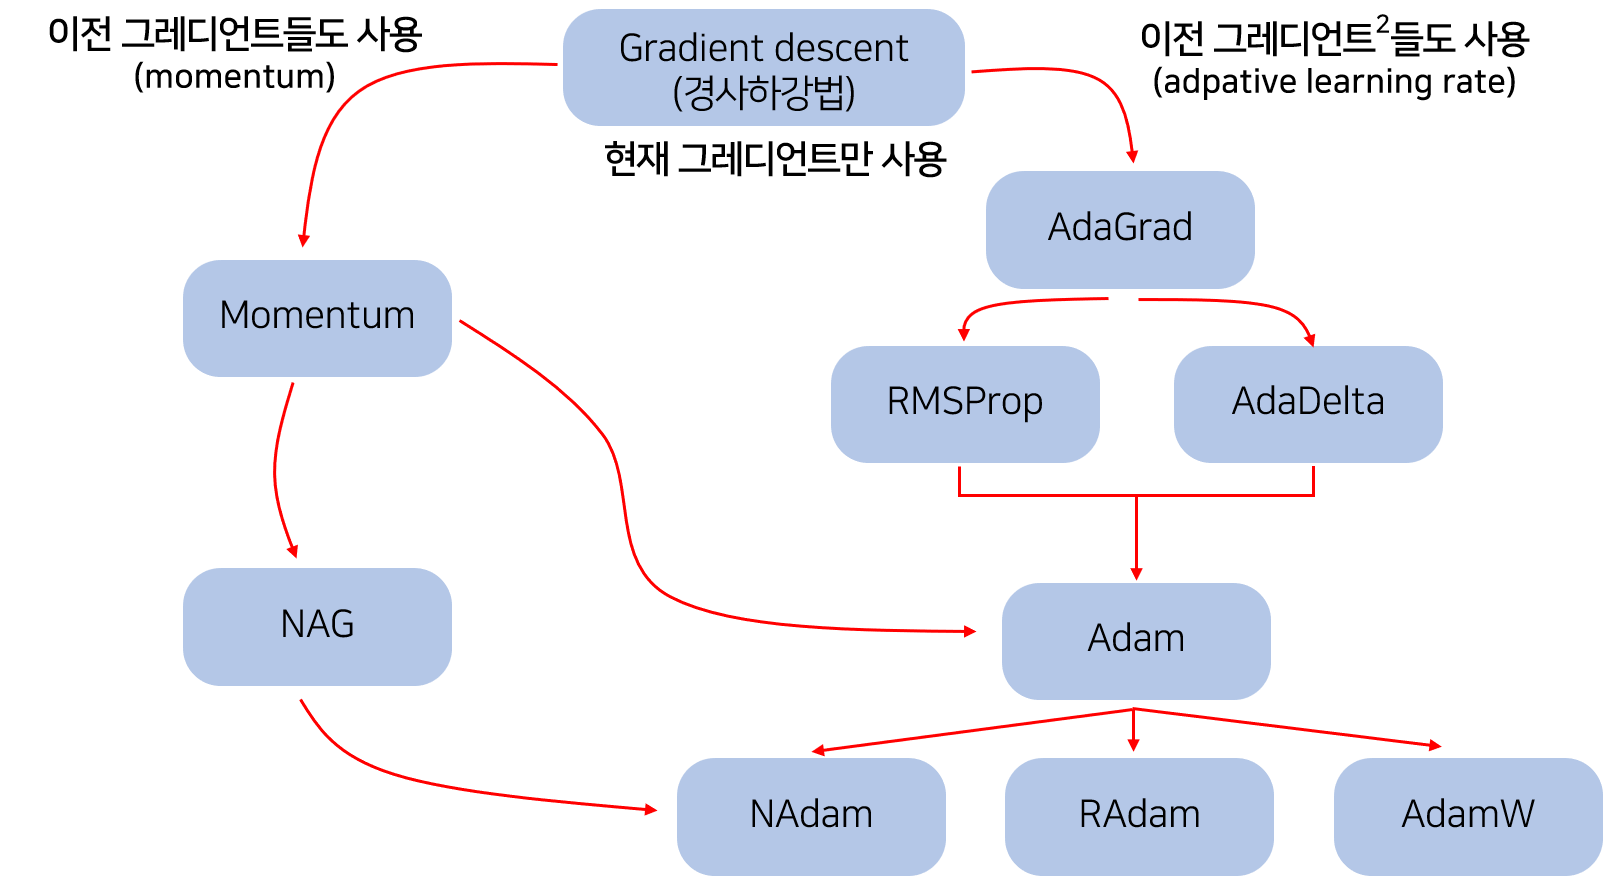 이전 그레디언트들도 사용
(momentum)
Gradient descent
(경사하강법)
현재 그레디언트만 사용
이전 그레디언트²들도 사용
(adpative learning rate)
AdaGrad
Momentum
RMSProp
AdaDelta
NAG
Adam
NAdam
RAdam
AdamW